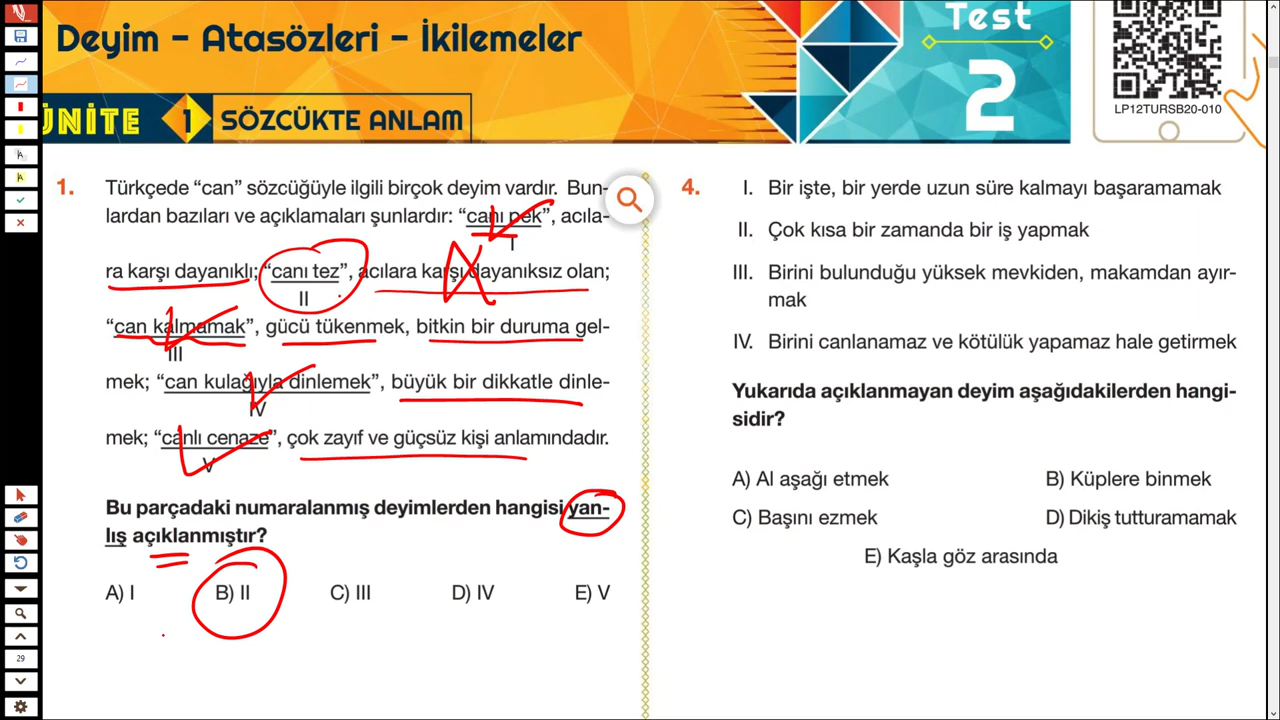 Deyim – Atasözleri – İkilemeler
Test
2
ÜNİTE 1 SÖZCÜKTE ANLAM
LP12TURSB20-010
1. Türkçede “can” sözcüğüyle ilgili birçok deyim vardır. Bun-
lardan bazıları ve açıklamaları şunlardır: “canı pek”, acıla-
I
ra karşı dayanıklı; “canı tez”, acılara karşı dayanıksız olan;
II
“can kalmamak”, gücü tükenmek, bitkin bir duruma gel-
III
mek; “can kulağıyla dinlemek”, büyük bir dikkatle dinle-
IV
mek; “canlı cenaze”, çok zayıf ve güçsüz kişi anlamındadır.
V
Bu parçadaki numaralanmış deyimlerden hangisi yan-
lış açıklanmıştır?
A) I B) II C) III D) IV E) V
4. I. Bir işte, bir yerde uzun süre kalmayı başaramamak
II. Çok kısa bir zamanda bir iş yapmak
III. Birini bulunduğu yüksek mevkiden, makamdan ayır-
mak
IV. Birini canlanamaz ve kötülük yapamaz hale getirmek
Yukarıda açıklanmayan deyim aşağıdakilerden hangi-
sidir?
A) Al aşağı etmek B) Küplere binmek
C) Başını ezmek D) Dikiş tutturamamak
E) Kaşla göz arasında
29